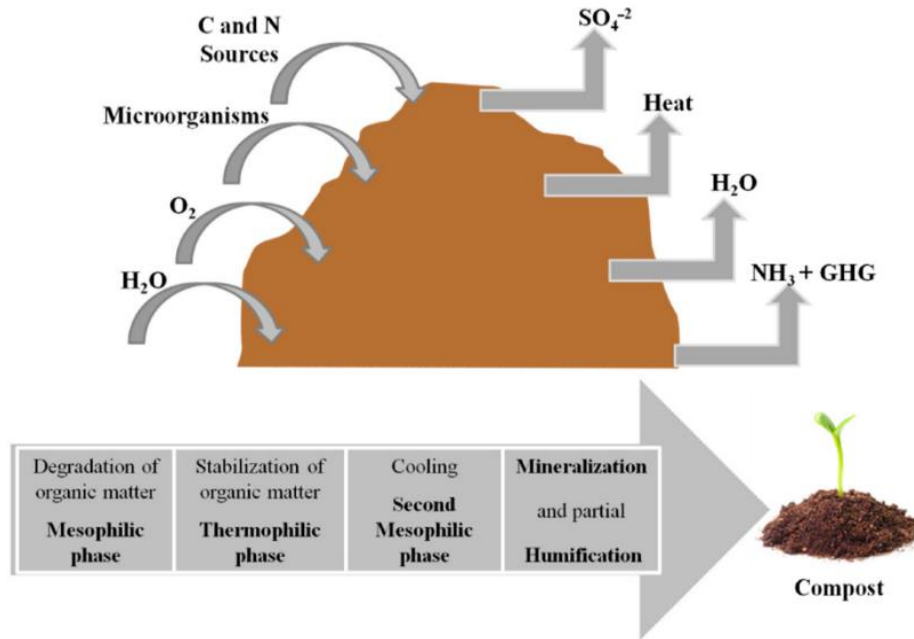 C and N
Sources
Microorganisms
O₂
H₂O
SO₄⁻²
Heat
H₂O
NH₃ + GHG
Degradation of
organic matter
Mesophilic
phase
Stabilization of
organic matter
Thermophilic
phase
Cooling
Second
Mesophilic
phase
Mineralization
and partial
Humification
Compost